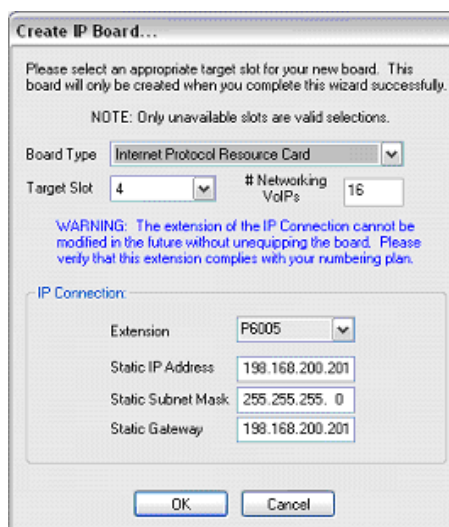 Create IP Board...
Please select an appropriate target slot for your new board. This
board will only be created when you complete this wizard successfully.
NOTE: Only unavailable slots are valid selections.
Board Type Internet Protocol Resource Card
Target Slot 4 # Networking VoIPs 16
WARNING: The extension of the IP Connection cannot be
modified in the future without unequipping the board. Please
verify that this extension complies with your numbering plan.
IP Connection:
Extension P6005
Static IP Address 198.168.200.201
Static Subnet Mask 255.255.255. 0
Static Gateway 198.168.200.201
OK Cancel